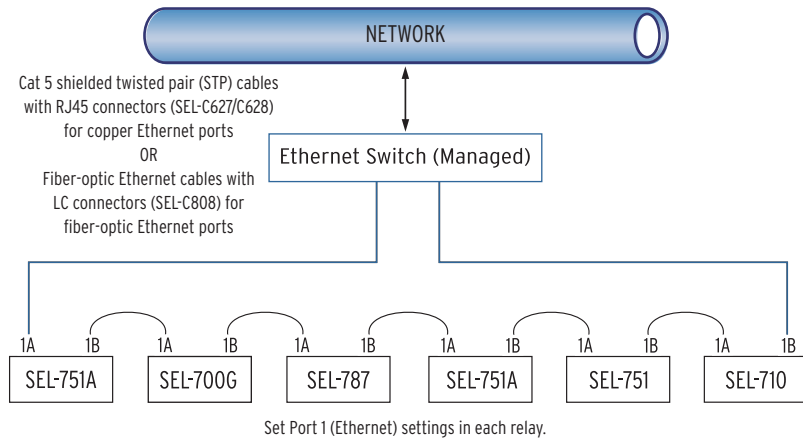 NETWORK
Cat 5 shielded twisted pair (STP) cables
with RJ45 connectors (SEL-C627/C628)
for copper Ethernet ports
OR
Fiber-optic Ethernet cables with
LC connectors (SEL-C808) for
fiber-optic Ethernet ports
Ethernet Switch (Managed)
1A 1B 1A 1B 1A 1B 1A 1B 1A 1B 1A 1B
SEL-751A SEL-700G SEL-787 SEL-751A SEL-751 SEL-710
Set Port 1 (Ethernet) settings in each relay.